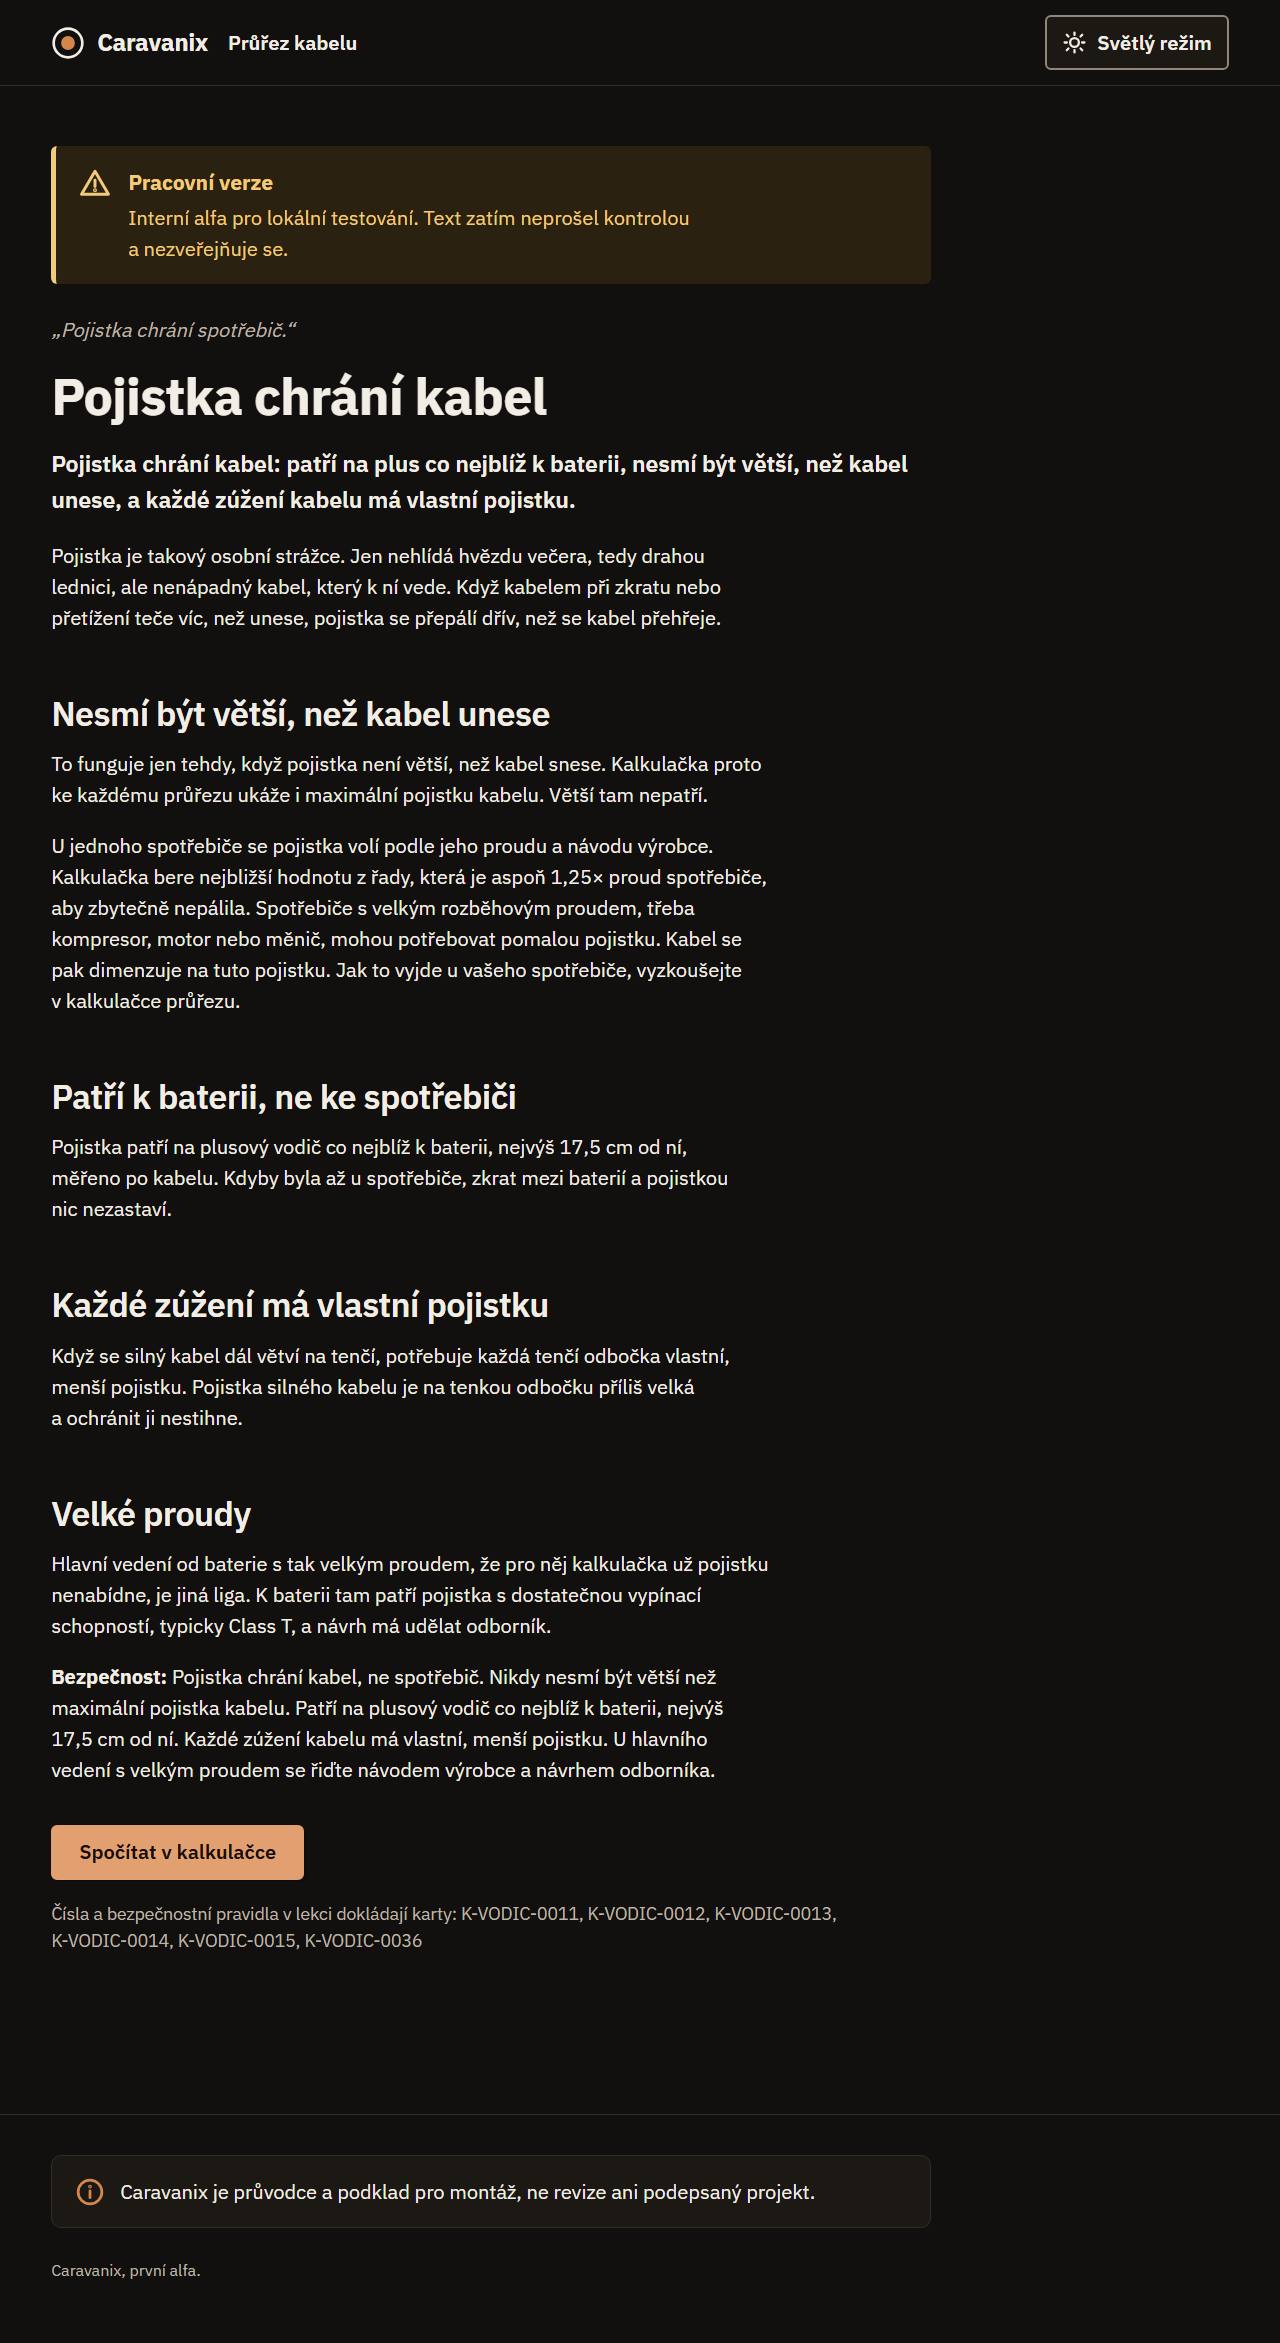 Caravanix Průřez kabelu
Světlý režim
Pracovní verze
Interní alfa pro lokální testování. Text zatím neprošel kontrolou
a nezveřejňuje se.
„Pojistka chrání spotřebič.“
Pojistka chrání kabel
Pojistka chrání kabel: patří na plus co nejblíž k baterii, nesmí být větší, než kabel
unese, a každé zúžení kabelu má vlastní pojistku.
Pojistka je takový osobní strážce. Jen nehlídá hvězdu večera, tedy drahou
lednici, ale nenápadný kabel, který k ní vede. Když kabelem při zkratu nebo
přetížení teče víc, než unese, pojistka se přepálí dřív, než se kabel přehřeje.
Nesmí být větší, než kabel unese
To funguje jen tehdy, když pojistka není větší, než kabel snese. Kalkulačka proto
ke každému průřezu ukáže i maximální pojistku kabelu. Větší tam nepatří.
U jednoho spotřebiče se pojistka volí podle jeho proudu a návodu výrobce.
Kalkulačka bere nejbližší hodnotu z řady, která je aspoň 1,25× proud spotřebiče,
aby zbytečně nepálila. Spotřebiče s velkým rozběhovým proudem, třeba
kompresor, motor nebo měnič, mohou potřebovat pomalou pojistku. Kabel se
pak dimenzuje na tuto pojistku. Jak to vyjde u vašeho spotřebiče, vyzkoušejte
v kalkulačce průřezu.
Patří k baterii, ne ke spotřebiči
Pojistka patří na plusový vodič co nejblíž k baterii, nejvýš 17,5 cm od ní,
měřeno po kabelu. Kdyby byla až u spotřebiče, zkrat mezi baterií a pojistkou
nic nezastaví.
Každé zúžení má vlastní pojistku
Když se silný kabel dál větví na tenčí, potřebuje každá tenčí odbočka vlastní,
menší pojistku. Pojistka silného kabelu je na tenkou odbočku příliš velká
a ochránit ji nestihne.
Velké proudy
Hlavní vedení od baterie s tak velkým proudem, že pro něj kalkulačka už pojistku
nenabídne, je jiná liga. K baterii tam patří pojistka s dostatečnou vypínací
schopností, typicky Class T, a návrh má udělat odborník.
Bezpečnost: Pojistka chrání kabel, ne spotřebič. Nikdy nesmí být větší než
maximální pojistka kabelu. Patří na plusový vodič co nejblíž k baterii, nejvýš
17,5 cm od ní. Každé zúžení kabelu má vlastní, menší pojistku. U hlavního
vedení s velkým proudem se řiďte návodem výrobce a návrhem odborníka.
Spočítat v kalkulačce
Čísla a bezpečnostní pravidla v lekci dokládají karty: K-VODIC-0011, K-VODIC-0012, K-VODIC-0013,
K-VODIC-0014, K-VODIC-0015, K-VODIC-0036
Caravanix je průvodce a podklad pro montáž, ne revize ani podepsaný projekt.
Caravanix, první alfa.